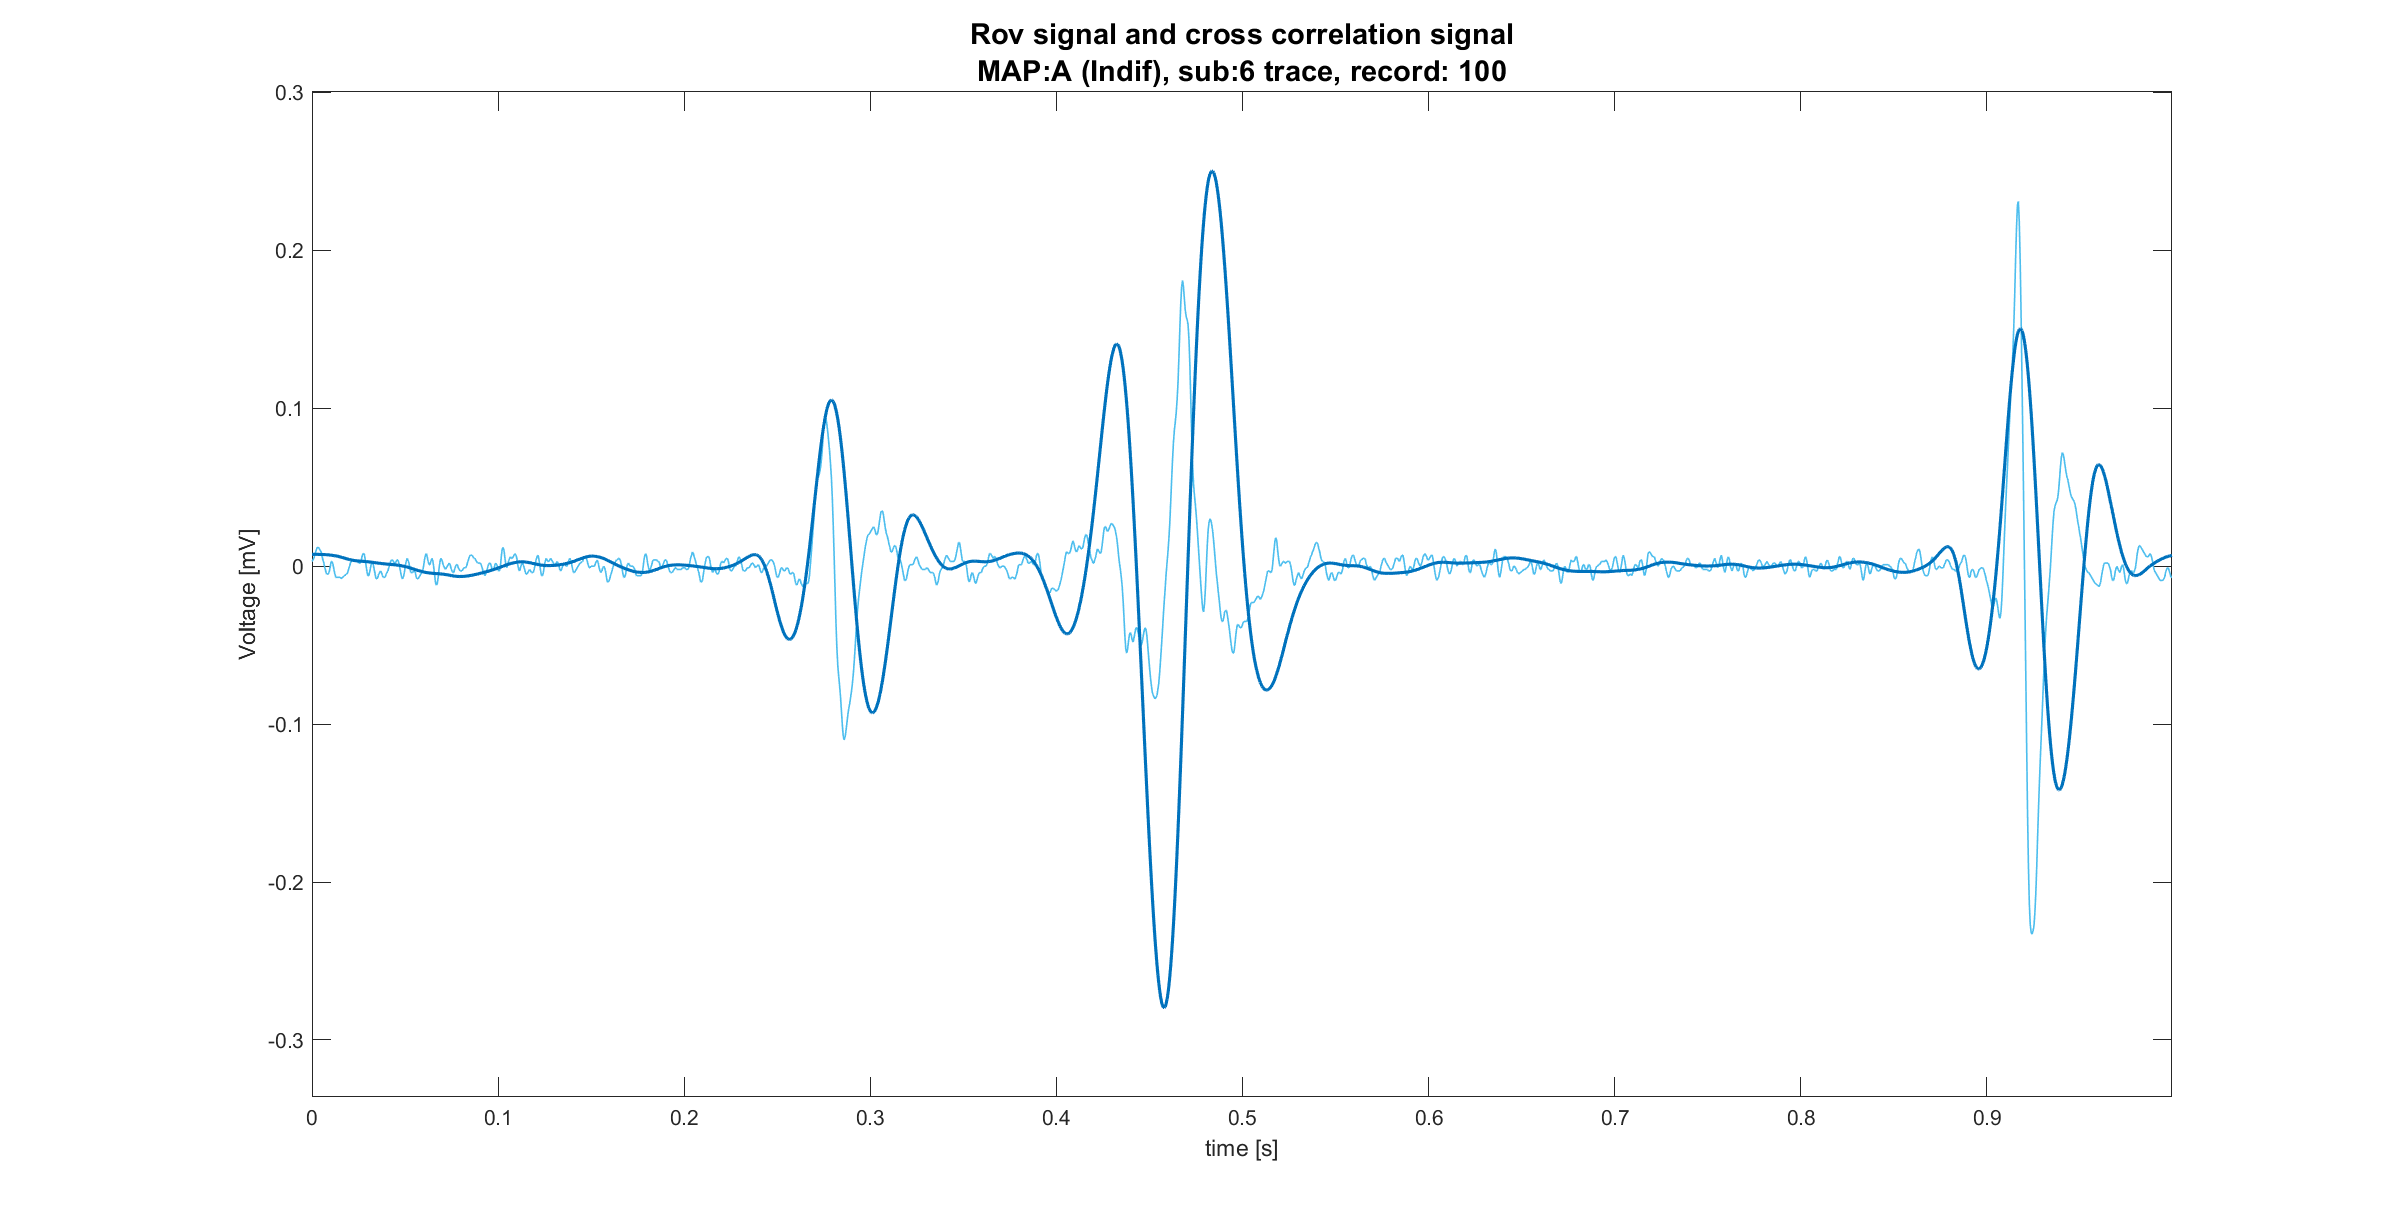 Rov signal and cross correlation signal
MAP:A (Indif), sub:6 trace, record: 100
0.3
0.2
0.1
0
-0.1
-0.2
-0.3
Voltage [mV]
0 0.1 0.2 0.3 0.4 0.5 0.6 0.7 0.8 0.9
time [s]